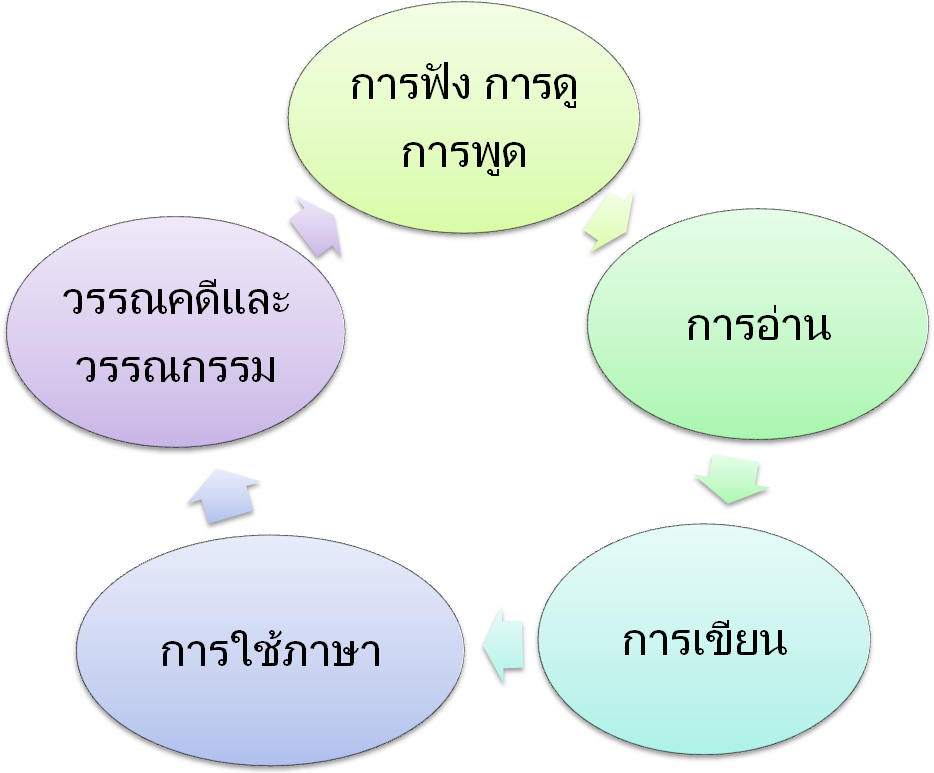 การฟัง การดู
การพูด
การอ่าน
การเขียน
การใช้ภาษา
วรรณคดีและ
วรรณกรรม